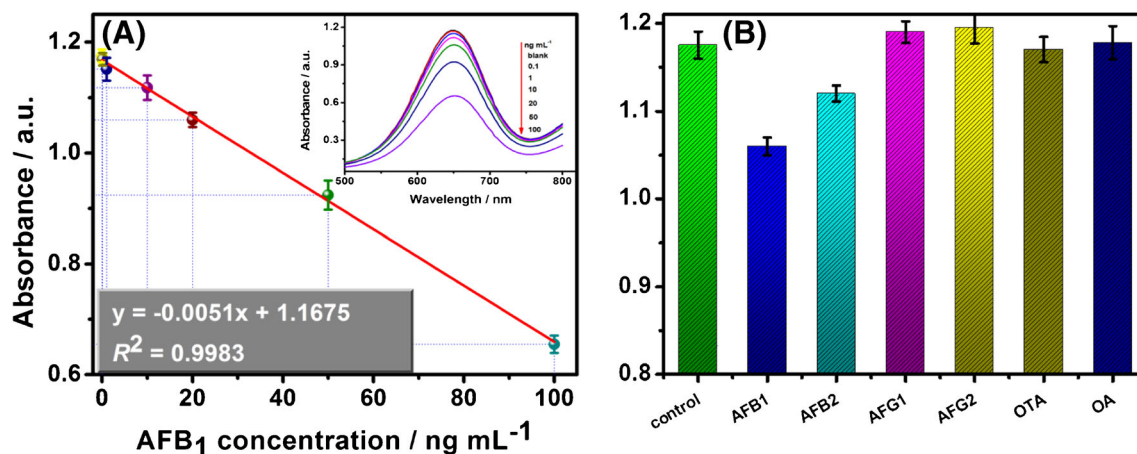 (A)
Absorbance / a.u.
1.2
1.0
0.8
0.6
0 20 40 60 80 100
AFB1 concentration / ng mL-1
y = -0.0051x + 1.1675
R2 = 0.9983
Absorbance / a.u.
1.2
0.9
0.6
0.3
500 600 700 800
Wavelength / nm
ng mL-1
blank
0.1
1
10
20
50
100
(B)
1.2
1.1
1.0
0.9
0.8
control AFB1 AFB2 AFG1 AFG2 OTA OA